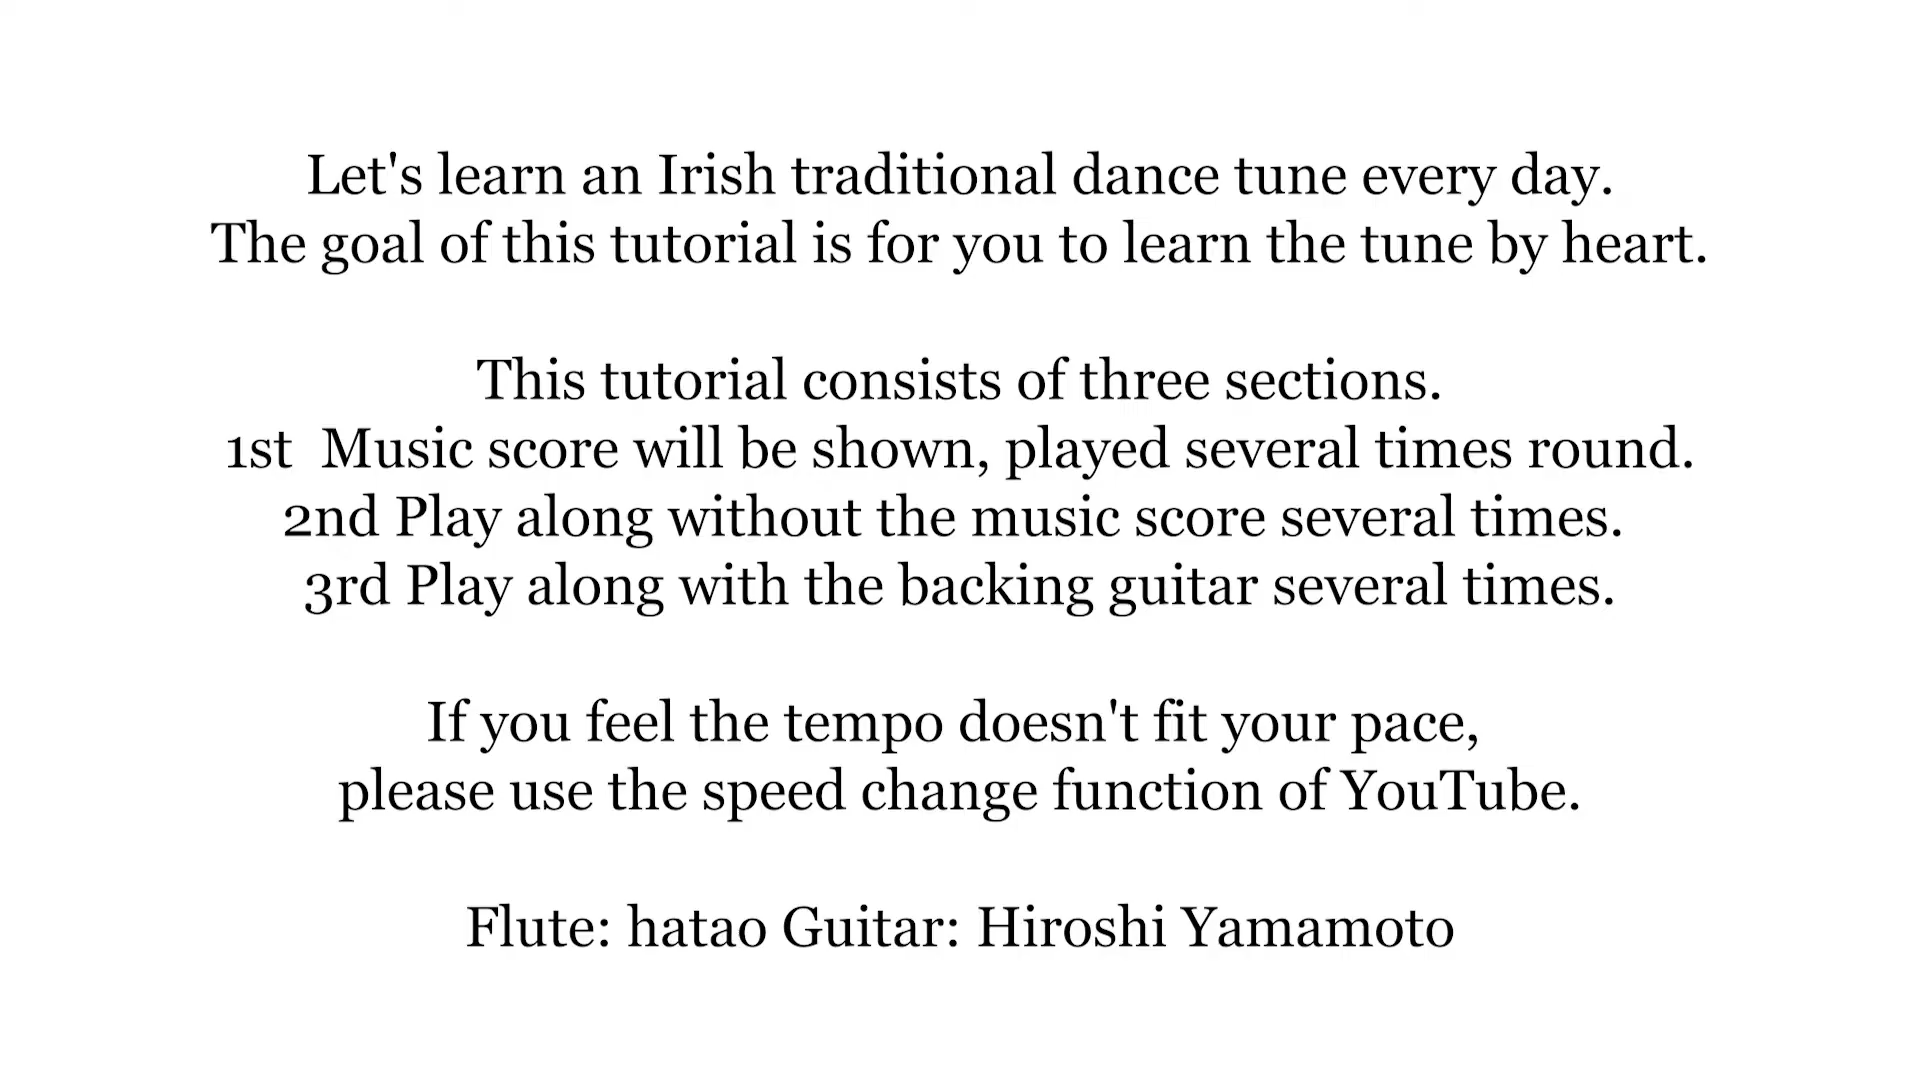 Let's learn an Irish traditional dance tune every day.
The goal of this tutorial is for you to learn the tune by heart.
This tutorial consists of three sections.
1st  Music score will be shown, played several times round.
2nd Play along without the music score several times.
3rd Play along with the backing guitar several times.
If you feel the tempo doesn't fit your pace,
please use the speed change function of YouTube.
Flute: hatao Guitar: Hiroshi Yamamoto